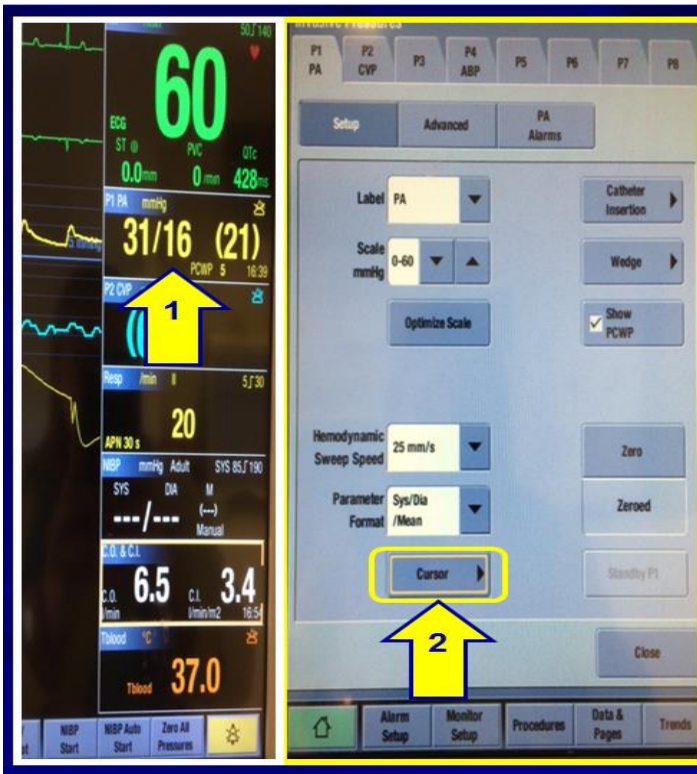 50⎍140
60
ECG
ST
PVC
QTc
0.0 mm
0 /min
428 ms
P1 PA mmHg
31/16 (21)
PCWP 5 16:39
P2 CVP
1
Resp /min II 5⎍30
20
APN 30 s
NIBP mmHg Adult SYS 85⎍190
SYS DIA M
---/--- (---)
Manual
C.O. & C.I.
C.O. 6.5 C.I. 3.4
l/min l/min/m2 16:54
Tblood °C
Tblood 37.0
NIBP
Start
NIBP Auto
Start
Zero All
Pressures
Invasive Pressures
P1
PA
P2
CVP
P3
P4
ABP
P5
P6
P7
P8
Setup
Advanced
PA
Alarms
Label PA
Catheter
Insertion
Scale
mmHg
0-60
Wedge
Optimize Scale
Show
PCWP
Hemodynamic
Sweep Speed
25 mm/s
Zero
Parameter
Format
Sys/Dia
/Mean
Zeroed
Cursor
Standby P1
2
Close
Alarm
Setup
Monitor
Setup
Procedures
Data &
Pages
Trends